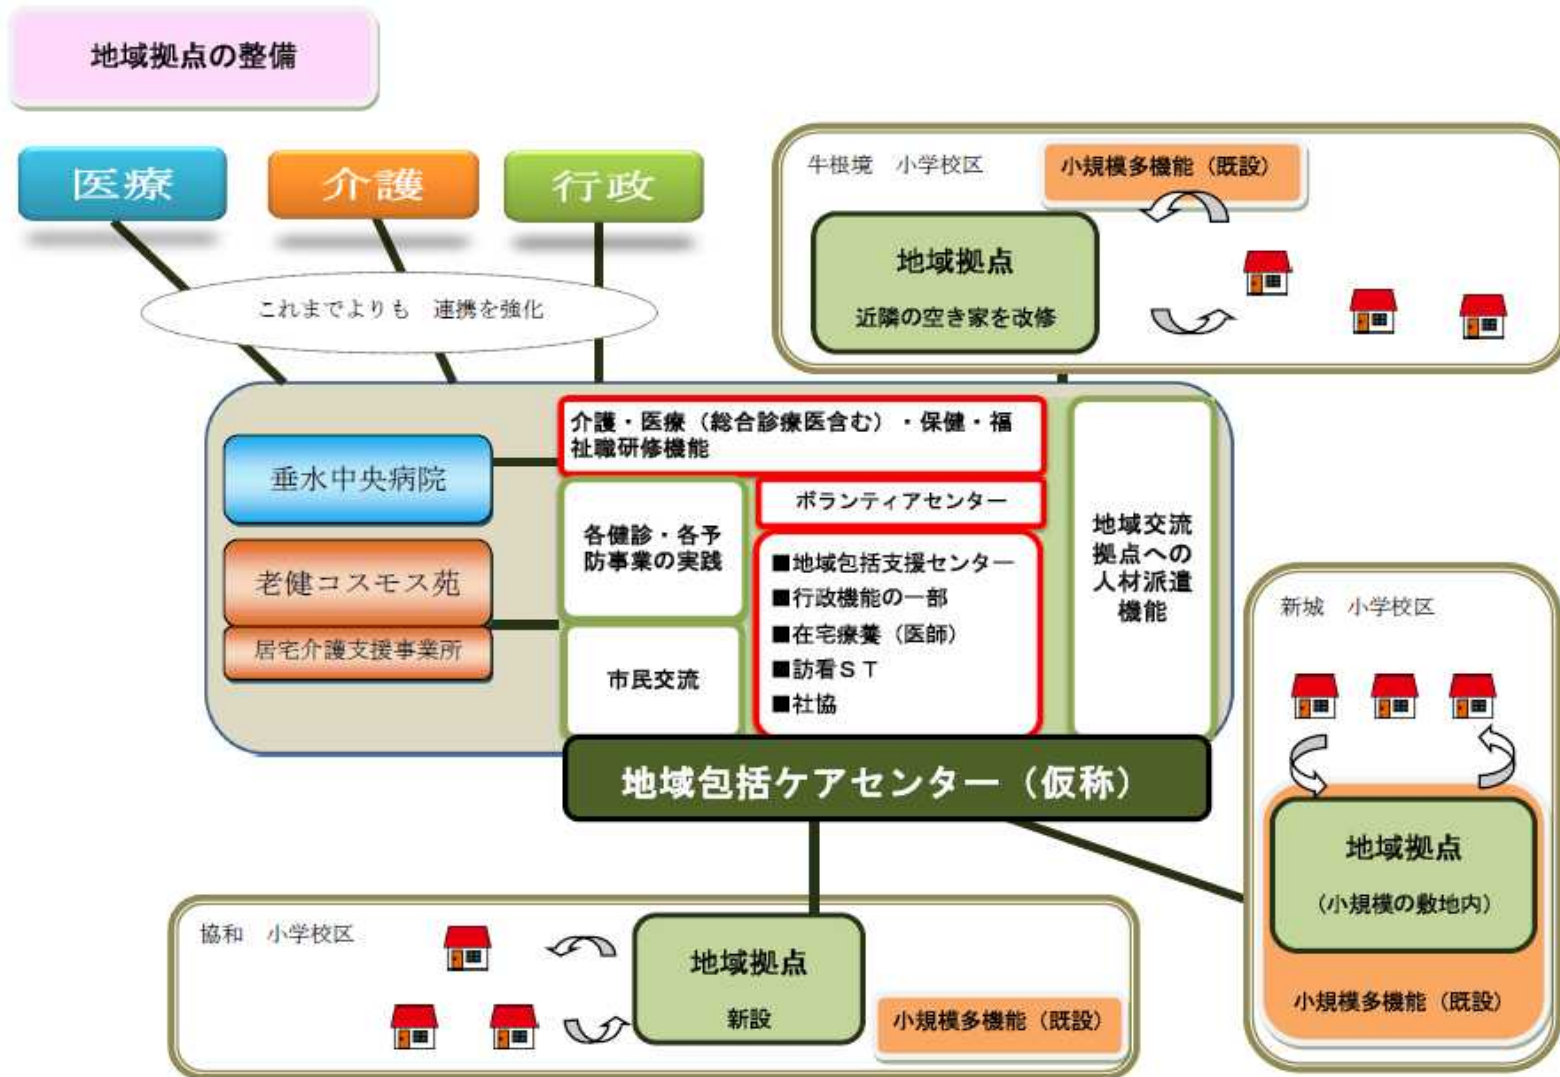 地域拠点の整備
医療
介護
行政
これまでよりも　連携を強化
牛根境　小学校区
小規模多機能（既設）
地域拠点
近隣の空き家を改修
垂水中央病院
老健コスモス苑
居宅介護支援事業所
介護・医療（総合診療医含む）・保健・福
祉職研修機能
各健診・各予
防事業の実践
市民交流
ボランティアセンター
■地域包括支援センター
■行政機能の一部
■在宅療養（医師）
■訪看ＳＴ
■社協
地域交流
拠点への
人材派遣
機能
地域包括ケアセンター（仮称）
新城　小学校区
地域拠点
（小規模の敷地内）
小規模多機能（既設）
協和　小学校区
地域拠点
新設
小規模多機能（既設）